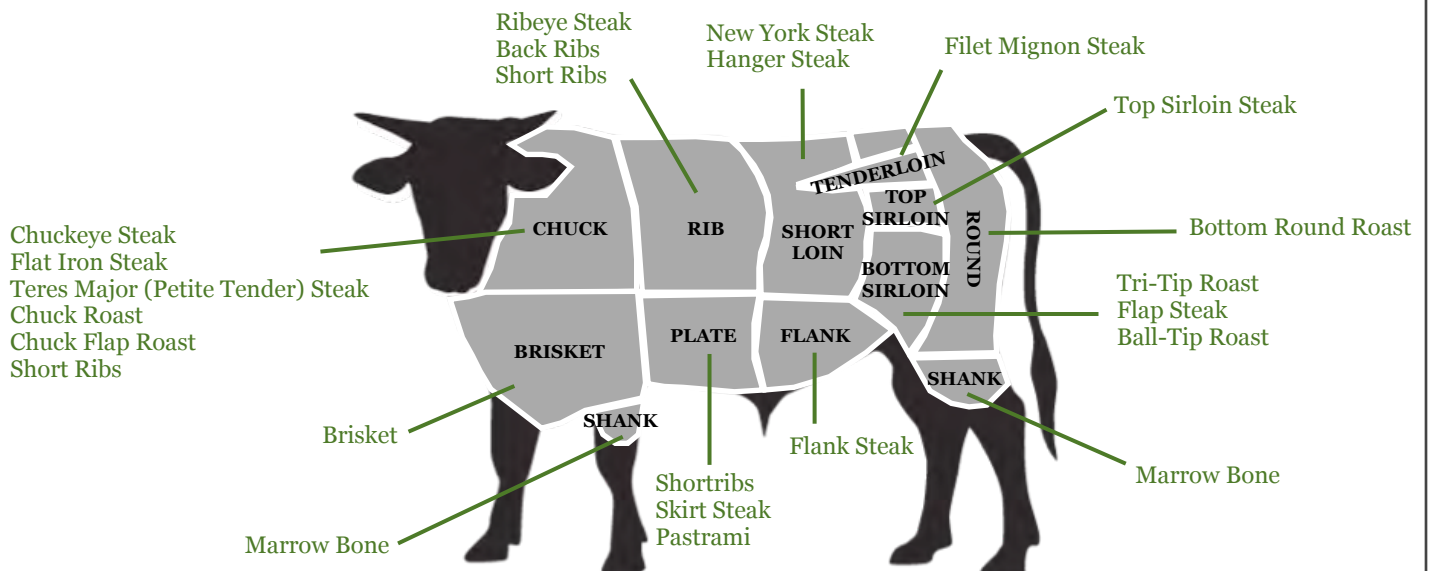 Ribeye Steak
Back Ribs
Short Ribs
New York Steak
Hanger Steak
Filet Mignon Steak
Top Sirloin Steak
TENDERLOIN
TOP
SIRLOIN
CHUCK
RIB
SHORT
LOIN
ROUND
Bottom Round Roast
Chuckeye Steak
Flat Iron Steak
Teres Major (Petite Tender) Steak
Chuck Roast
Chuck Flap Roast
Short Ribs
BOTTOM
SIRLOIN
Tri-Tip Roast
Flap Steak
Ball-Tip Roast
BRISKET
PLATE
FLANK
SHANK
SHANK
Brisket
Flank Steak
Marrow Bone
Shortribs
Skirt Steak
Pastrami
Marrow Bone